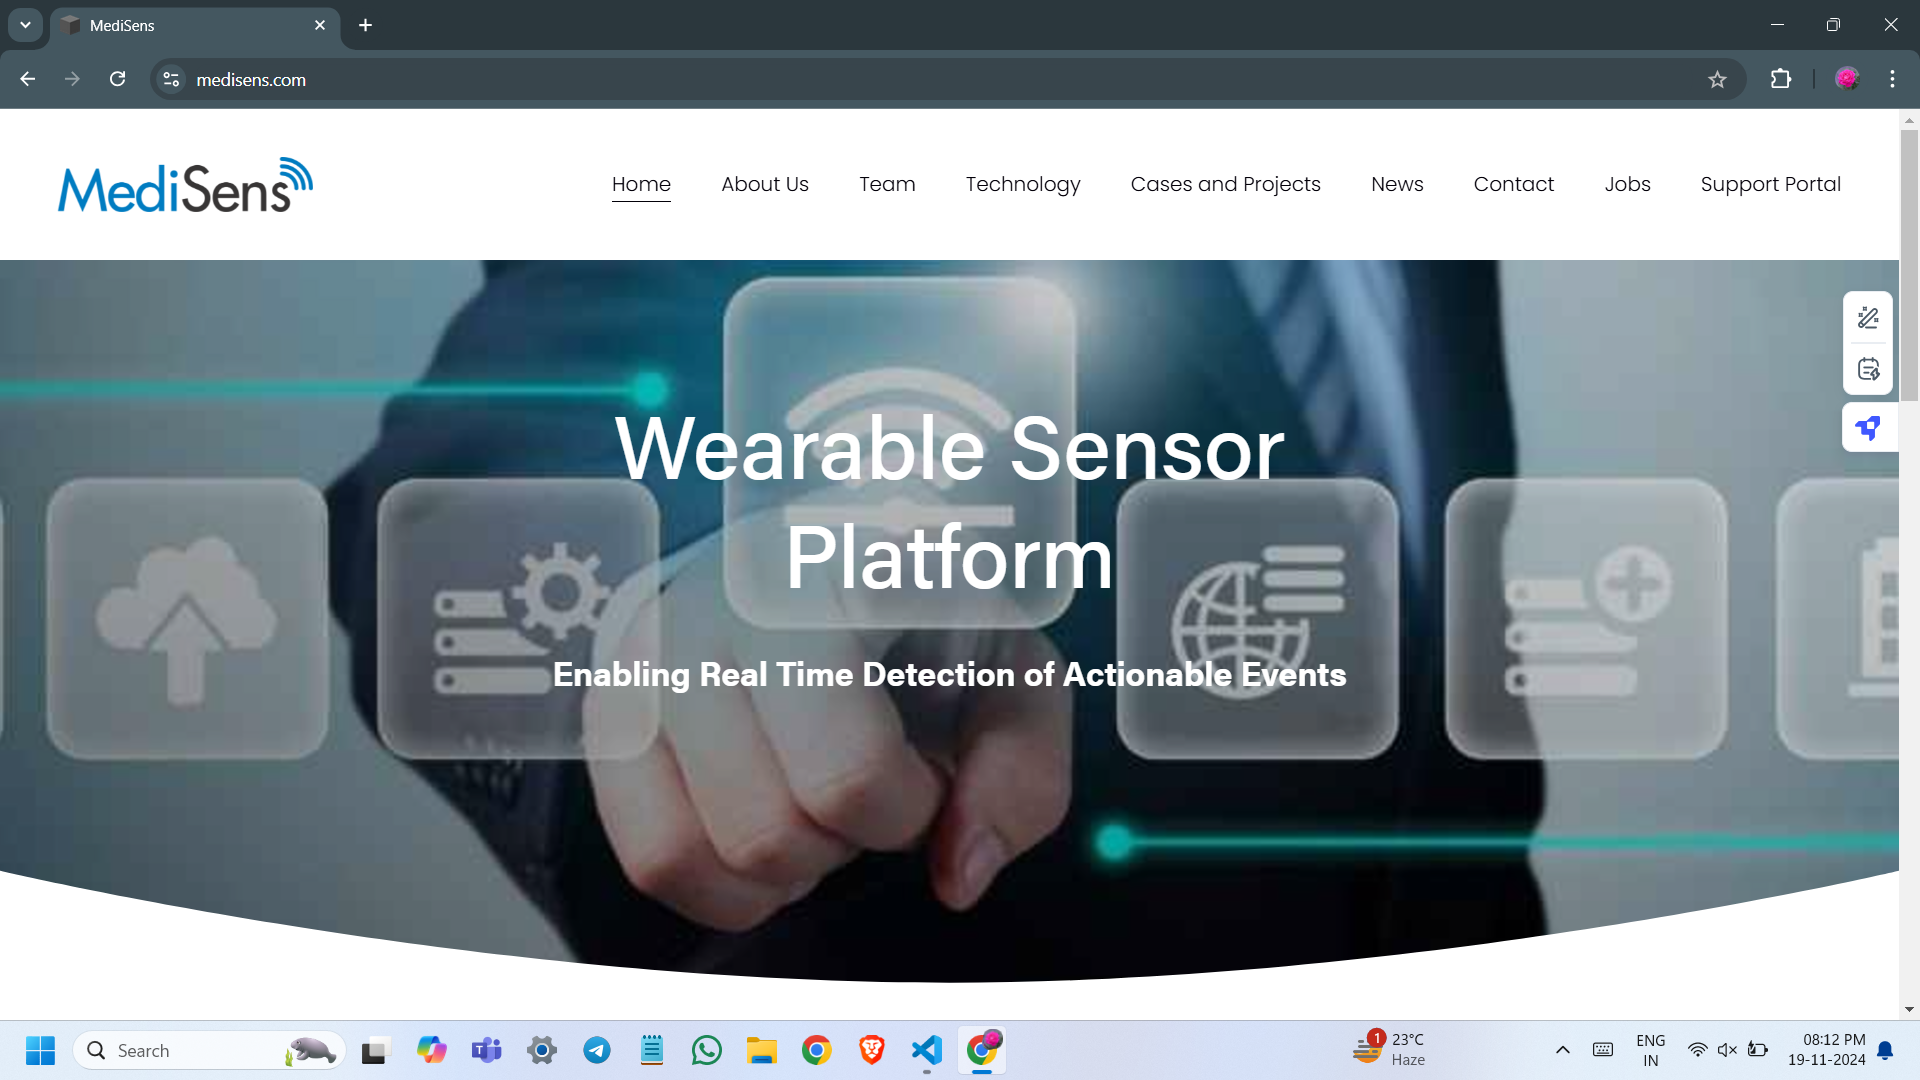 MediSens
medisens.com
MediSens
Home About Us Team Technology Cases and Projects News Contact Jobs Support Portal
Wearable Sensor
Platform
Enabling Real Time Detection of Actionable Events
Search
1
23°C
Haze
ENG
IN
08:12 PM
19-11-2024